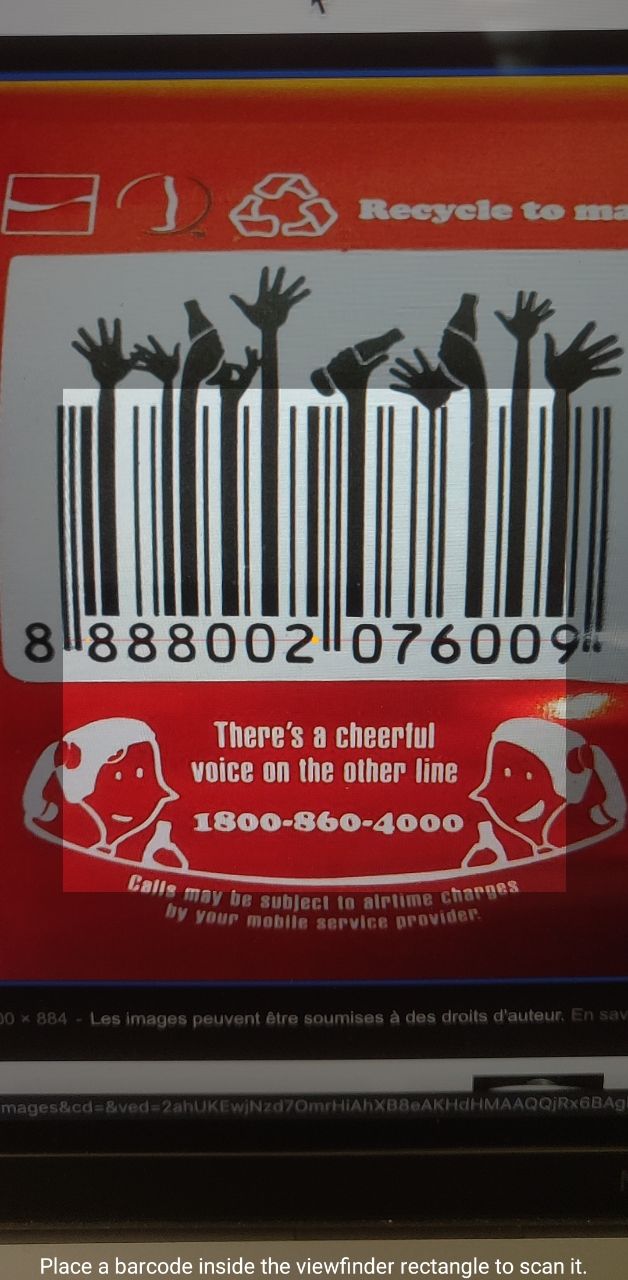 Recycle to ma
8 888002 076009
There's a cheerful
voice on the other line
1800-860-4000
Calls may be subject to airtime charges
by your mobile service provider.
00 × 884 - Les images peuvent être soumises à des droits d'auteur. En sav
mages&cd=&ved=2ahUKEwjNzd7OmrHiAhXB8eAKHdHMAAQQjRx6BAg
Place a barcode inside the viewfinder rectangle to scan it.